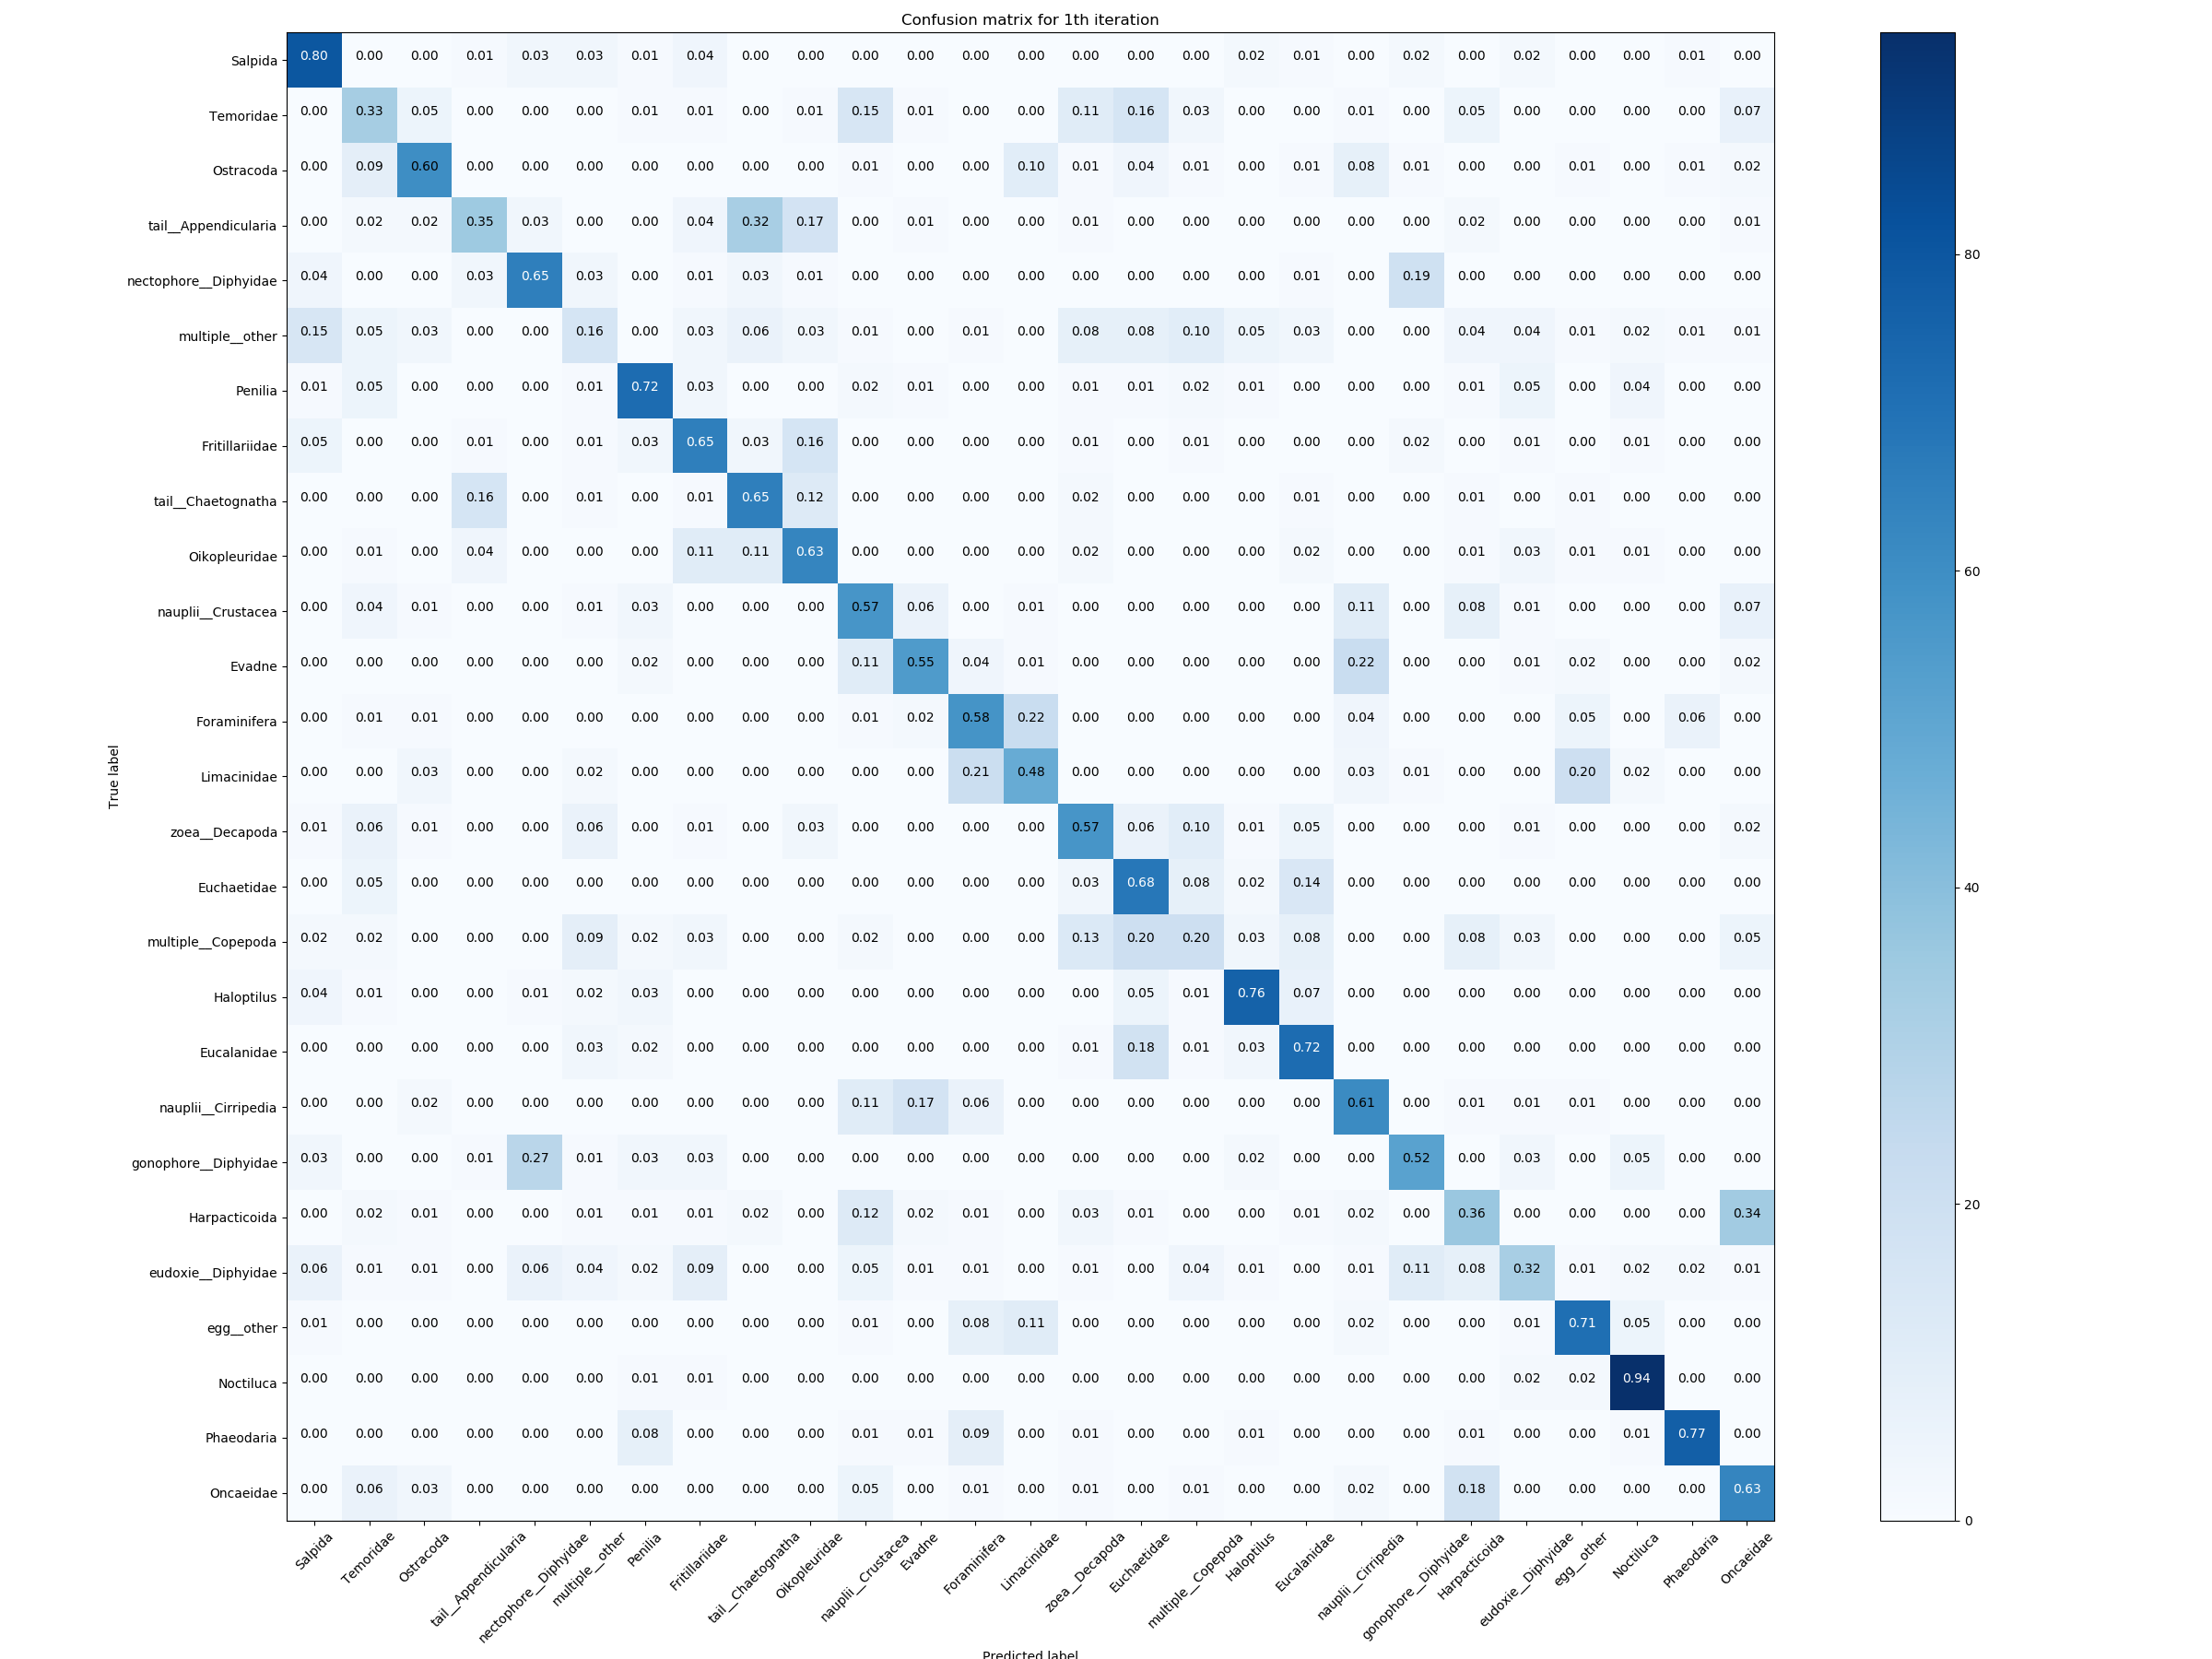 Confusion matrix for 1th iteration
Salpida 0.80 0.00 0.00 0.01 0.03 0.03 0.01 0.04 0.00 0.00 0.00 0.00 0.00 0.00 0.00 0.00 0.00 0.02 0.01 0.00 0.02 0.00 0.02 0.00 0.00 0.01 0.00
Temoridae 0.00 0.33 0.05 0.00 0.00 0.00 0.01 0.01 0.00 0.01 0.15 0.01 0.00 0.00 0.11 0.16 0.03 0.00 0.00 0.01 0.00 0.05 0.00 0.00 0.00 0.00 0.07
Ostracoda 0.00 0.09 0.60 0.00 0.00 0.00 0.00 0.00 0.00 0.00 0.01 0.00 0.00 0.10 0.01 0.04 0.01 0.00 0.01 0.08 0.01 0.00 0.00 0.01 0.00 0.01 0.02
tail__Appendicularia 0.00 0.02 0.02 0.35 0.03 0.00 0.00 0.04 0.32 0.17 0.00 0.01 0.00 0.00 0.01 0.00 0.00 0.00 0.00 0.00 0.00 0.02 0.00 0.00 0.00 0.00 0.01
nectophore__Diphyidae 0.04 0.00 0.00 0.03 0.65 0.03 0.00 0.01 0.03 0.01 0.00 0.00 0.00 0.00 0.00 0.00 0.00 0.00 0.01 0.00 0.19 0.00 0.00 0.00 0.00 0.00 0.00
multiple__other 0.15 0.05 0.03 0.00 0.00 0.16 0.00 0.03 0.06 0.03 0.01 0.00 0.01 0.00 0.08 0.08 0.10 0.05 0.03 0.00 0.00 0.04 0.04 0.01 0.02 0.01 0.01
Penilia 0.01 0.05 0.00 0.00 0.00 0.01 0.72 0.03 0.00 0.00 0.02 0.01 0.00 0.00 0.01 0.01 0.02 0.01 0.00 0.00 0.00 0.01 0.05 0.00 0.04 0.00 0.00
Fritillariidae 0.05 0.00 0.00 0.01 0.00 0.01 0.03 0.65 0.03 0.16 0.00 0.00 0.00 0.00 0.01 0.00 0.01 0.00 0.00 0.00 0.02 0.00 0.01 0.00 0.01 0.00 0.00
tail__Chaetognatha 0.00 0.00 0.00 0.16 0.00 0.01 0.00 0.01 0.65 0.12 0.00 0.00 0.00 0.00 0.02 0.00 0.00 0.00 0.01 0.00 0.00 0.01 0.00 0.01 0.00 0.00 0.00
Oikopleuridae 0.00 0.01 0.00 0.04 0.00 0.00 0.00 0.11 0.11 0.63 0.00 0.00 0.00 0.00 0.02 0.00 0.00 0.00 0.02 0.00 0.00 0.01 0.03 0.01 0.01 0.00 0.00
nauplii__Crustacea 0.00 0.04 0.01 0.00 0.00 0.01 0.03 0.00 0.00 0.00 0.57 0.06 0.00 0.01 0.00 0.00 0.00 0.00 0.00 0.11 0.00 0.08 0.01 0.00 0.00 0.00 0.07
Evadne 0.00 0.00 0.00 0.00 0.00 0.00 0.02 0.00 0.00 0.00 0.11 0.55 0.04 0.01 0.00 0.00 0.00 0.00 0.00 0.22 0.00 0.00 0.01 0.02 0.00 0.00 0.02
Foraminifera 0.00 0.01 0.01 0.00 0.00 0.00 0.00 0.00 0.00 0.00 0.01 0.02 0.58 0.22 0.00 0.00 0.00 0.00 0.00 0.04 0.00 0.00 0.00 0.05 0.00 0.06 0.00
Limacinidae 0.00 0.00 0.03 0.00 0.00 0.02 0.00 0.00 0.00 0.00 0.00 0.00 0.21 0.48 0.00 0.00 0.00 0.00 0.00 0.03 0.01 0.00 0.00 0.20 0.02 0.00 0.00
zoea__Decapoda 0.01 0.06 0.01 0.00 0.00 0.06 0.00 0.01 0.00 0.03 0.00 0.00 0.00 0.00 0.57 0.06 0.10 0.01 0.05 0.00 0.00 0.00 0.01 0.00 0.00 0.00 0.02
Euchaetidae 0.00 0.05 0.00 0.00 0.00 0.00 0.00 0.00 0.00 0.00 0.00 0.00 0.00 0.00 0.03 0.68 0.08 0.02 0.14 0.00 0.00 0.00 0.00 0.00 0.00 0.00 0.00
multiple__Copepoda 0.02 0.02 0.00 0.00 0.00 0.09 0.02 0.03 0.00 0.00 0.02 0.00 0.00 0.00 0.13 0.20 0.20 0.03 0.08 0.00 0.00 0.08 0.03 0.00 0.00 0.00 0.05
Haloptilus 0.04 0.01 0.00 0.00 0.01 0.02 0.03 0.00 0.00 0.00 0.00 0.00 0.00 0.00 0.00 0.05 0.01 0.76 0.07 0.00 0.00 0.00 0.00 0.00 0.00 0.00 0.00
Eucalanidae 0.00 0.00 0.00 0.00 0.00 0.03 0.02 0.00 0.00 0.00 0.00 0.00 0.00 0.00 0.01 0.18 0.01 0.03 0.72 0.00 0.00 0.00 0.00 0.00 0.00 0.00 0.00
nauplii__Cirripedia 0.00 0.00 0.02 0.00 0.00 0.00 0.00 0.00 0.00 0.00 0.11 0.17 0.06 0.00 0.00 0.00 0.00 0.00 0.00 0.61 0.00 0.01 0.01 0.01 0.00 0.00 0.00
gonophore__Diphyidae 0.03 0.00 0.00 0.01 0.27 0.01 0.03 0.03 0.00 0.00 0.00 0.00 0.00 0.00 0.00 0.00 0.00 0.02 0.00 0.00 0.52 0.00 0.03 0.00 0.05 0.00 0.00
Harpacticoida 0.00 0.02 0.01 0.00 0.00 0.01 0.01 0.01 0.02 0.00 0.12 0.02 0.01 0.00 0.03 0.01 0.00 0.00 0.01 0.02 0.00 0.36 0.00 0.00 0.00 0.00 0.34
eudoxie__Diphyidae 0.06 0.01 0.01 0.00 0.06 0.04 0.02 0.09 0.00 0.00 0.05 0.01 0.01 0.00 0.01 0.00 0.04 0.01 0.00 0.01 0.11 0.08 0.32 0.01 0.02 0.02 0.01
egg__other 0.01 0.00 0.00 0.00 0.00 0.00 0.00 0.00 0.00 0.00 0.01 0.00 0.08 0.11 0.00 0.00 0.00 0.00 0.00 0.02 0.00 0.00 0.01 0.71 0.05 0.00 0.00
Noctiluca 0.00 0.00 0.00 0.00 0.00 0.00 0.01 0.01 0.00 0.00 0.00 0.00 0.00 0.00 0.00 0.00 0.00 0.00 0.00 0.00 0.00 0.00 0.02 0.02 0.94 0.00 0.00
Phaeodaria 0.00 0.00 0.00 0.00 0.00 0.00 0.08 0.00 0.00 0.00 0.01 0.01 0.09 0.00 0.01 0.00 0.00 0.01 0.00 0.00 0.00 0.01 0.00 0.00 0.01 0.77 0.00
Oncaeidae 0.00 0.06 0.03 0.00 0.00 0.00 0.00 0.00 0.00 0.00 0.05 0.00 0.01 0.00 0.01 0.00 0.01 0.00 0.00 0.02 0.00 0.18 0.00 0.00 0.00 0.00 0.63
True label
Salpida Temoridae Ostracoda tail__Appendicularia nectophore__Diphyidae multiple__other Penilia Fritillariidae tail__Chaetognatha Oikopleuridae nauplii__Crustacea Evadne Foraminifera Limacinidae zoea__Decapoda Euchaetidae multiple__Copepoda Haloptilus Eucalanidae nauplii__Cirripedia gonophore__Diphyidae Harpacticoida eudoxie__Diphyidae egg__other Noctiluca Phaeodaria Oncaeidae
Predicted label
80
60
40
20
0